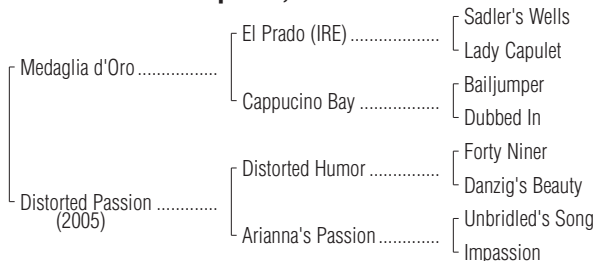 Sadler's Wells
El Prado (IRE) ...................
Lady Capulet
Medaglia d'Oro .................
Bailjumper
Cappucino Bay .................
Dubbed In
Forty Niner
Distorted Humor ...............
Danzig's Beauty
Distorted Passion .............
(2005)
Unbridled's Song
Arianna's Passion .............
Impassion